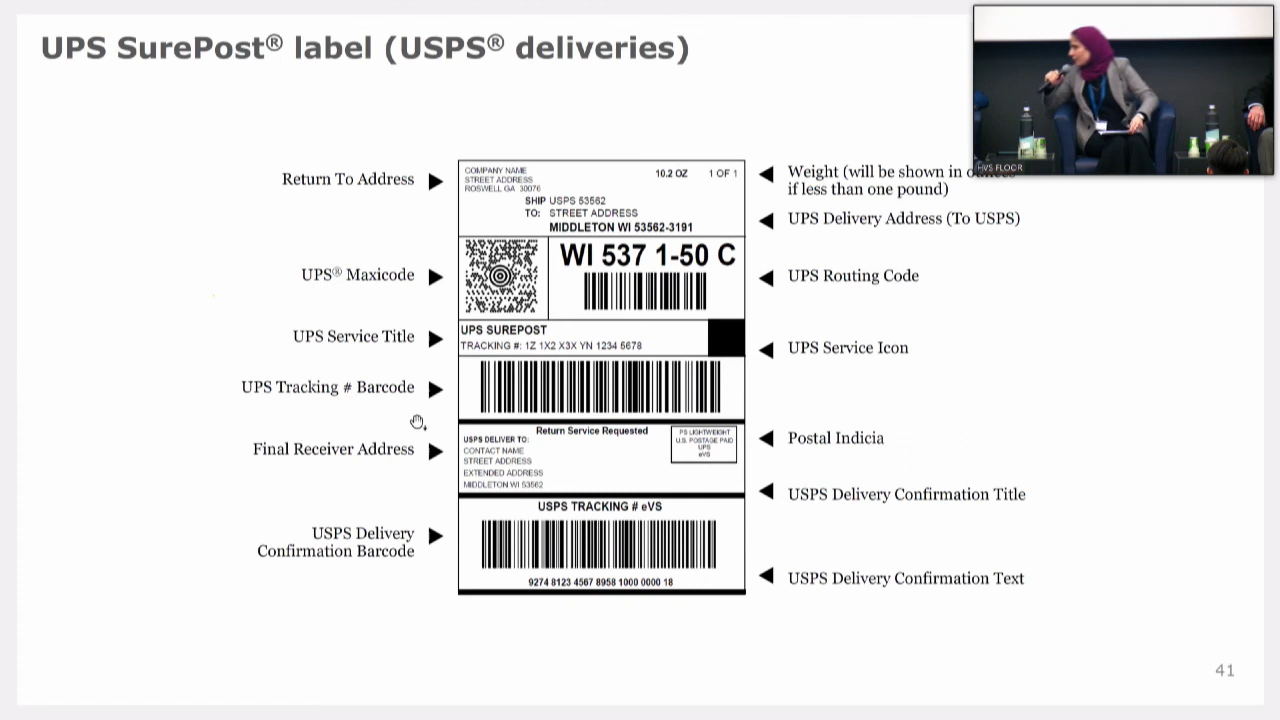 UPS SurePost® label (USPS® deliveries)
HVS FLOOR
Return To Address
UPS® Maxicode
UPS Service Title
UPS Tracking # Barcode
Final Receiver Address
USPS Delivery
Confirmation Barcode
COMPANY NAME
STREET ADDRESS
ROSWELL GA 30076
10.2 OZ 1 OF 1
SHIP USPS 53562
TO: STREET ADDRESS
MIDDLETON WI 53562-3191
WI 537 1-50 C
UPS SUREPOST
TRACKING #: 1Z 1X2 X3X YN 1234 5678
Return Service Requested
USPS DELIVER TO:
CONTACT NAME
STREET ADDRESS
EXTENDED ADDRESS
MIDDLETON WI 53562
PS LIGHTWEIGHT
U.S. POSTAGE PAID
UPS
eVS
USPS TRACKING # eVS
9274 8123 4567 8958 1000 0000 18
Weight (will be shown in
if less than one pound)
UPS Delivery Address (To USPS)
UPS Routing Code
UPS Service Icon
Postal Indicia
USPS Delivery Confirmation Title
USPS Delivery Confirmation Text
41